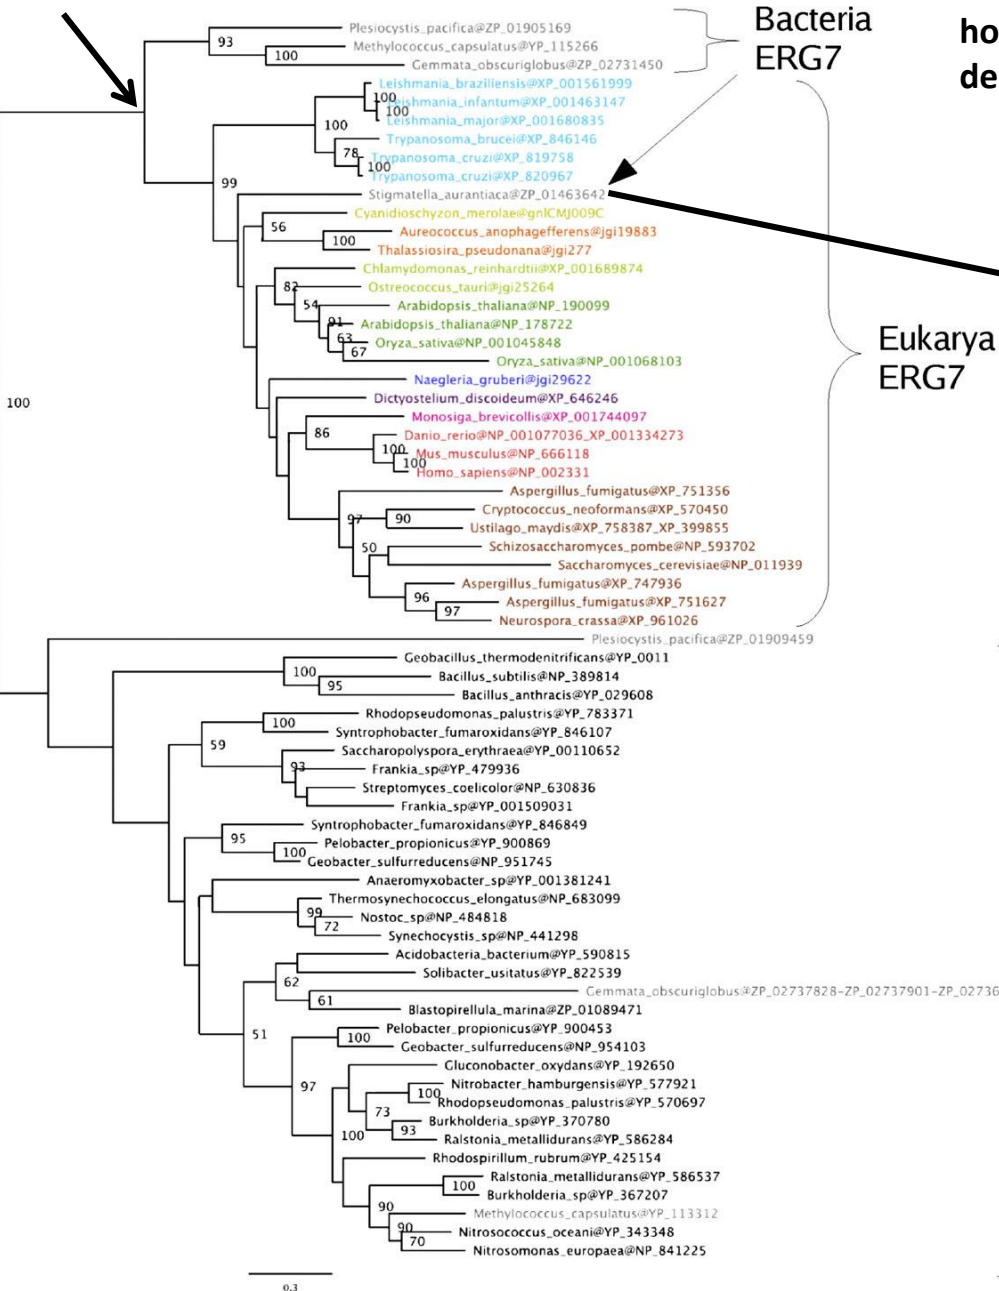 Bacteria
ERG7
ho
de
Plesiocystis_pacifica@ZP_01905169
93
Methylococcus_capsulatus@YP_115266
100
Gemmata_obscuriglobus@ZP_02731450
Leishmania_braziliensis@XP_001561999
100
Leishmania_infantum@XP_001463147
100
Leishmania_major@XP_001680835
100
Trypanosoma_brucei@XP_846146
78
Trypanosoma_cruzi@XP_819758
100
Trypanosoma_cruzi@XP_820967
99
Stigmatella_aurantiaca@ZP_01463642
Cyanidioschyzon_merolae@gnlCMJ009C
56
Aureococcus_anophagefferens@jgi19883
100
Thalassiosira_pseudonana@jgi277
Chlamydomonas_reinhardtii@XP_001689874
82
Ostreococcus_tauri@jgi25264
54
Arabidopsis_thaliana@NP_190099
91
Arabidopsis_thaliana@NP_178722
63
Oryza_sativa@NP_001045848
67
Oryza_sativa@NP_001068103
Eukarya
ERG7
Naegleria_gruberi@jgi29622
Dictyostelium_discoideum@XP_646246
100
Monosiga_brevicollis@XP_001744097
86
Danio_rerio@NP_001077036_XP_001334273
100
Mus_musculus@NP_666118
100
Homo_sapiens@NP_002331
Aspergillus_fumigatus@XP_751356
Cryptococcus_neoformans@XP_570450
97
90
Ustilago_maydis@XP_758387_XP_399855
Schizosaccharomyces_pombe@NP_593702
50
Saccharomyces_cerevisiae@NP_011939
Aspergillus_fumigatus@XP_747936
96
Aspergillus_fumigatus@XP_751627
97
Neurospora_crassa@XP_961026
Plesiocystis_pacifica@ZP_01909459
Geobacillus_thermodenitrificans@YP_0011
100
Bacillus_subtilis@NP_389814
95
Bacillus_anthracis@YP_029608
Rhodopseudomonas_palustris@YP_783371
100
Syntrophobacter_fumaroxidans@YP_846107
59
Saccharopolyspora_erythraea@YP_00110652
93
Frankia_sp@YP_479936
Streptomyces_coelicolor@NP_630836
Frankia_sp@YP_001509031
Syntrophobacter_fumaroxidans@YP_846849
95
Pelobacter_propionicus@YP_900869
100
Geobacter_sulfurreducens@NP_951745
Anaeromyxobacter_sp@YP_001381241
Thermosynechococcus_elongatus@NP_683099
99
Nostoc_sp@NP_484818
72
Synechocystis_sp@NP_441298
Acidobacteria_bacterium@YP_590815
Solibacter_usitatus@YP_822539
62
Gemmata_obscuriglobus@ZP_02737828-ZP_02737901-ZP_02736
61
Blastopirellula_marina@ZP_01089471
51
Pelobacter_propionicus@YP_900453
100
Geobacter_sulfurreducens@NP_954103
Gluconobacter_oxydans@YP_192650
97
Nitrobacter_hamburgensis@YP_577921
100
Rhodopseudomonas_palustris@YP_570697
73
Burkholderia_sp@YP_370780
93
100
Ralstonia_metallidurans@YP_586284
Rhodospirillum_rubrum@YP_425154
Ralstonia_metallidurans@YP_586537
100
Burkholderia_sp@YP_367207
90
Methylococcus_capsulatus@YP_113312
90
Nitrosococcus_oceani@YP_343348
70
Nitrosomonas_europaea@NP_841225
0.3